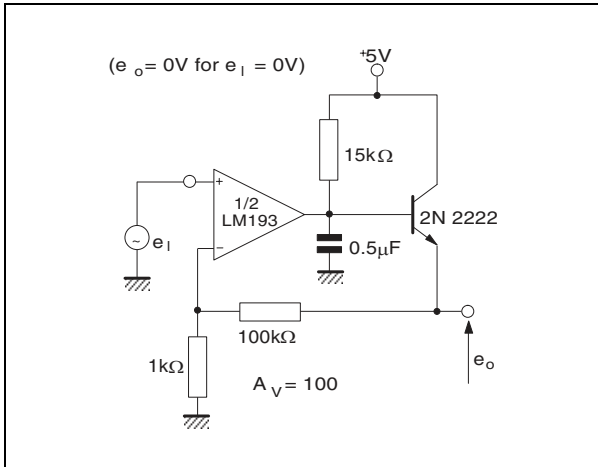 +5V
(e o = 0V for e I = 0V)
15kΩ
+
1/2
LM193
2N 2222
~
e I
−
0.5μF
100kΩ
1kΩ
e o
A V = 100